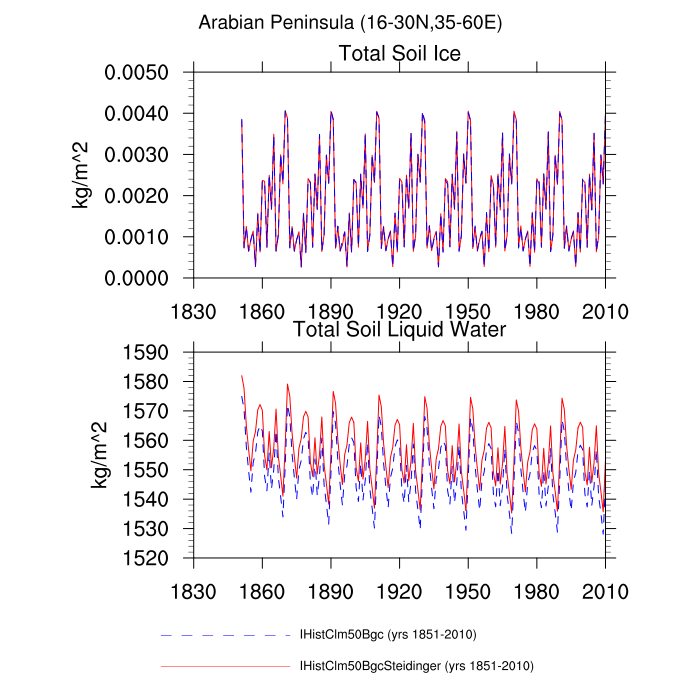 Arabian Peninsula (16-30N,35-60E)
Total Soil Ice
0.0050
0.0040
0.0030
0.0020
0.0010
0.0000
kg/m^2
1830 1860 1890 1920 1950 1980 2010
Total Soil Liquid Water
1590
1580
1570
1560
1550
1540
1530
1520
kg/m^2
1830 1860 1890 1920 1950 1980 2010
IHistClm50Bgc (yrs 1851-2010)
IHistClm50BgcSteidinger (yrs 1851-2010)